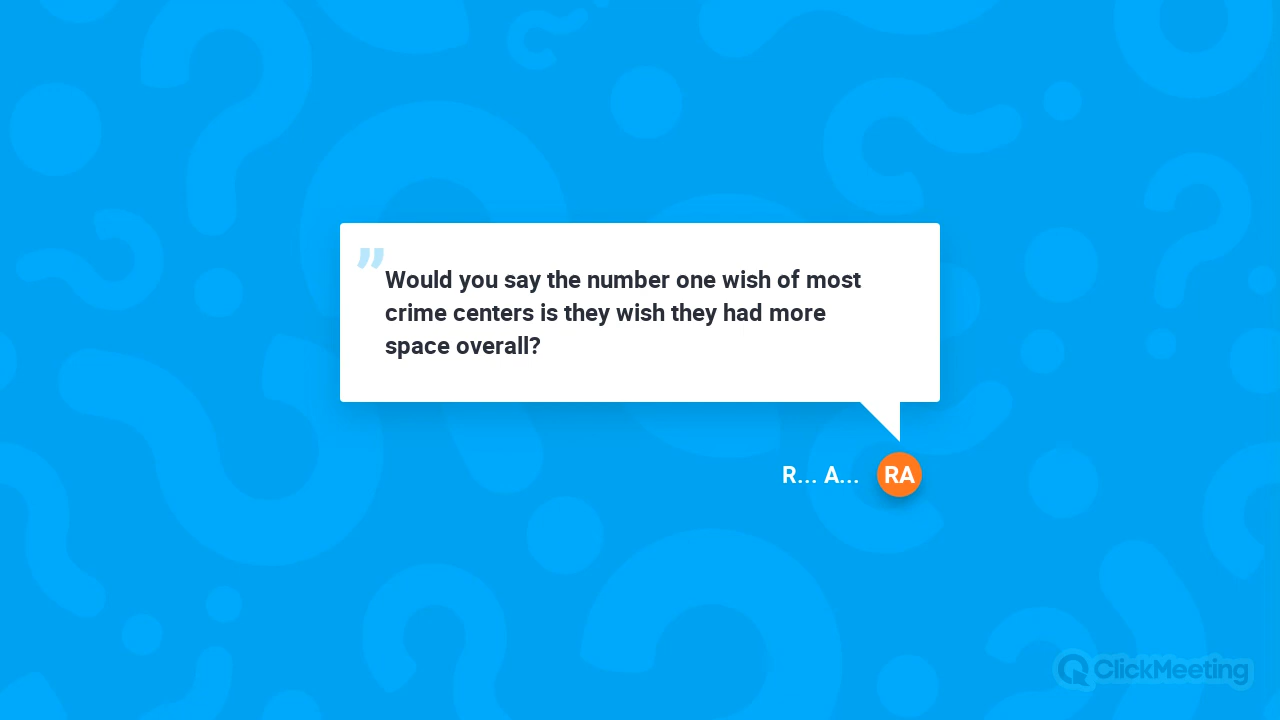 Would you say the number one wish of most
crime centers is they wish they had more
space overall?
R... A... RA
ClickMeeting